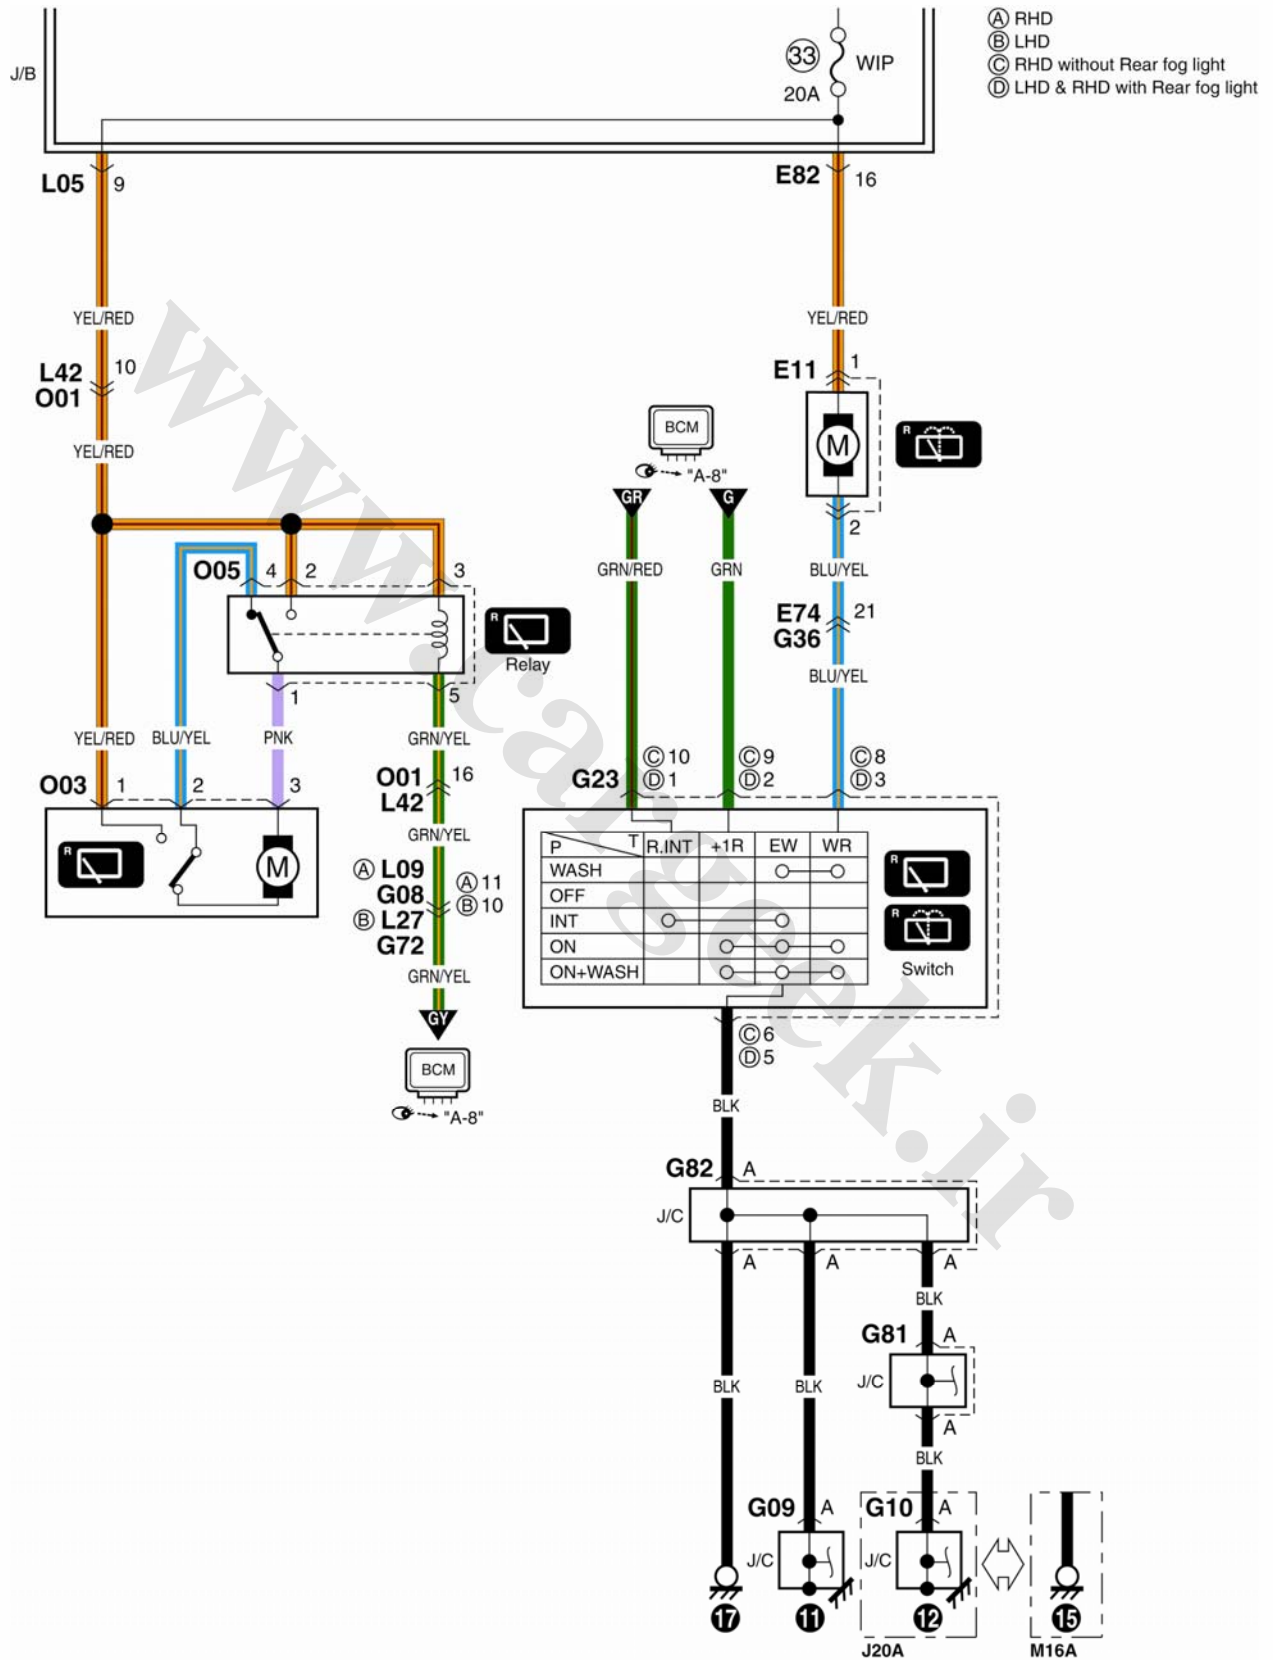 A RHD
B LHD
C RHD without Rear fog light
D LHD & RHD with Rear fog light
J/B
33
WIP
20A
L05 9
E82 16
YEL/RED
YEL/RED
L42 10
O01
E11 1
YEL/RED
BCM
"A-8"
R
M
GR
G
2
O05 4 2 3
GRN/RED
GRN
BLU/YEL
E74 21
G36
R
Relay
BLU/YEL
1
5
YEL/RED
BLU/YEL
PNK
GRN/YEL
C10
D1
C9
D2
C8
D3
G23
O03 1 2 3
O01 16
L42
GRN/YEL
R
M
P T R.INT +1R EW WR
WASH
OFF
INT
ON
ON+WASH
R
R
Switch
A L09
G08
A11
B10
B L27
G72
GRN/YEL
GY
BCM
"A-8"
C6
D5
BLK
G82 A
J/C
A
A
A
BLK
G81 A
J/C
BLK
BLK
A
BLK
G09 A
G10 A
J/C
J/C
17
11
12
15
J20A
M16A
www.cargeek.ir